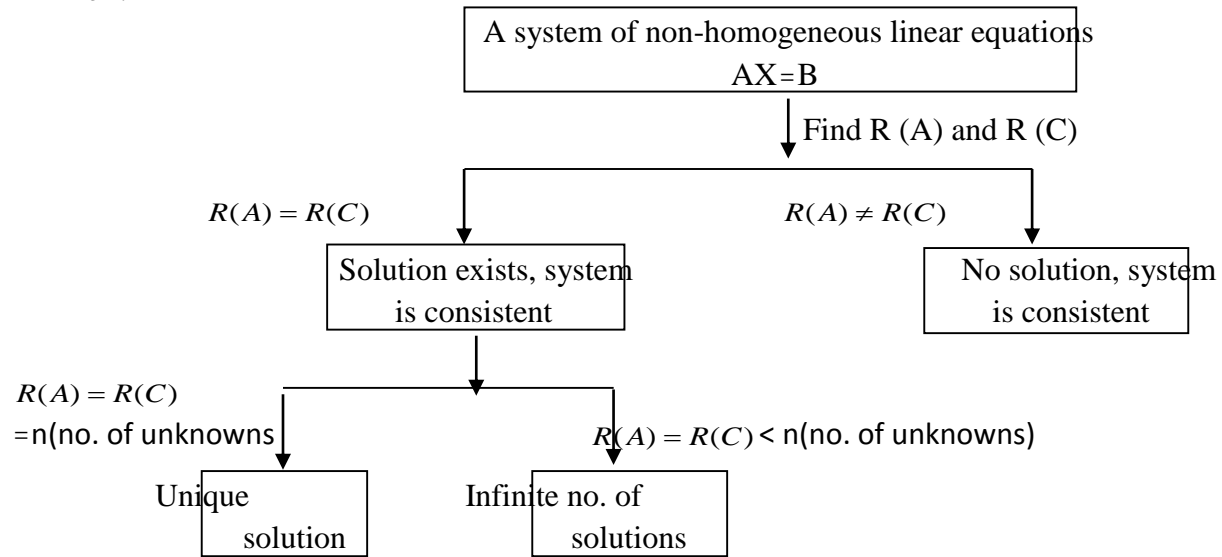 A system of non-homogeneous linear equations
AX=B
Find R (A) and R (C)
R(A) = R(C)
R(A) ≠ R(C)
Solution exists, system
is consistent
No solution, system
is consistent
R(A) = R(C)
=n(no. of unknowns
R(A) = R(C) < n(no. of unknowns)
Unique
solution
Infinite no. of
solutions